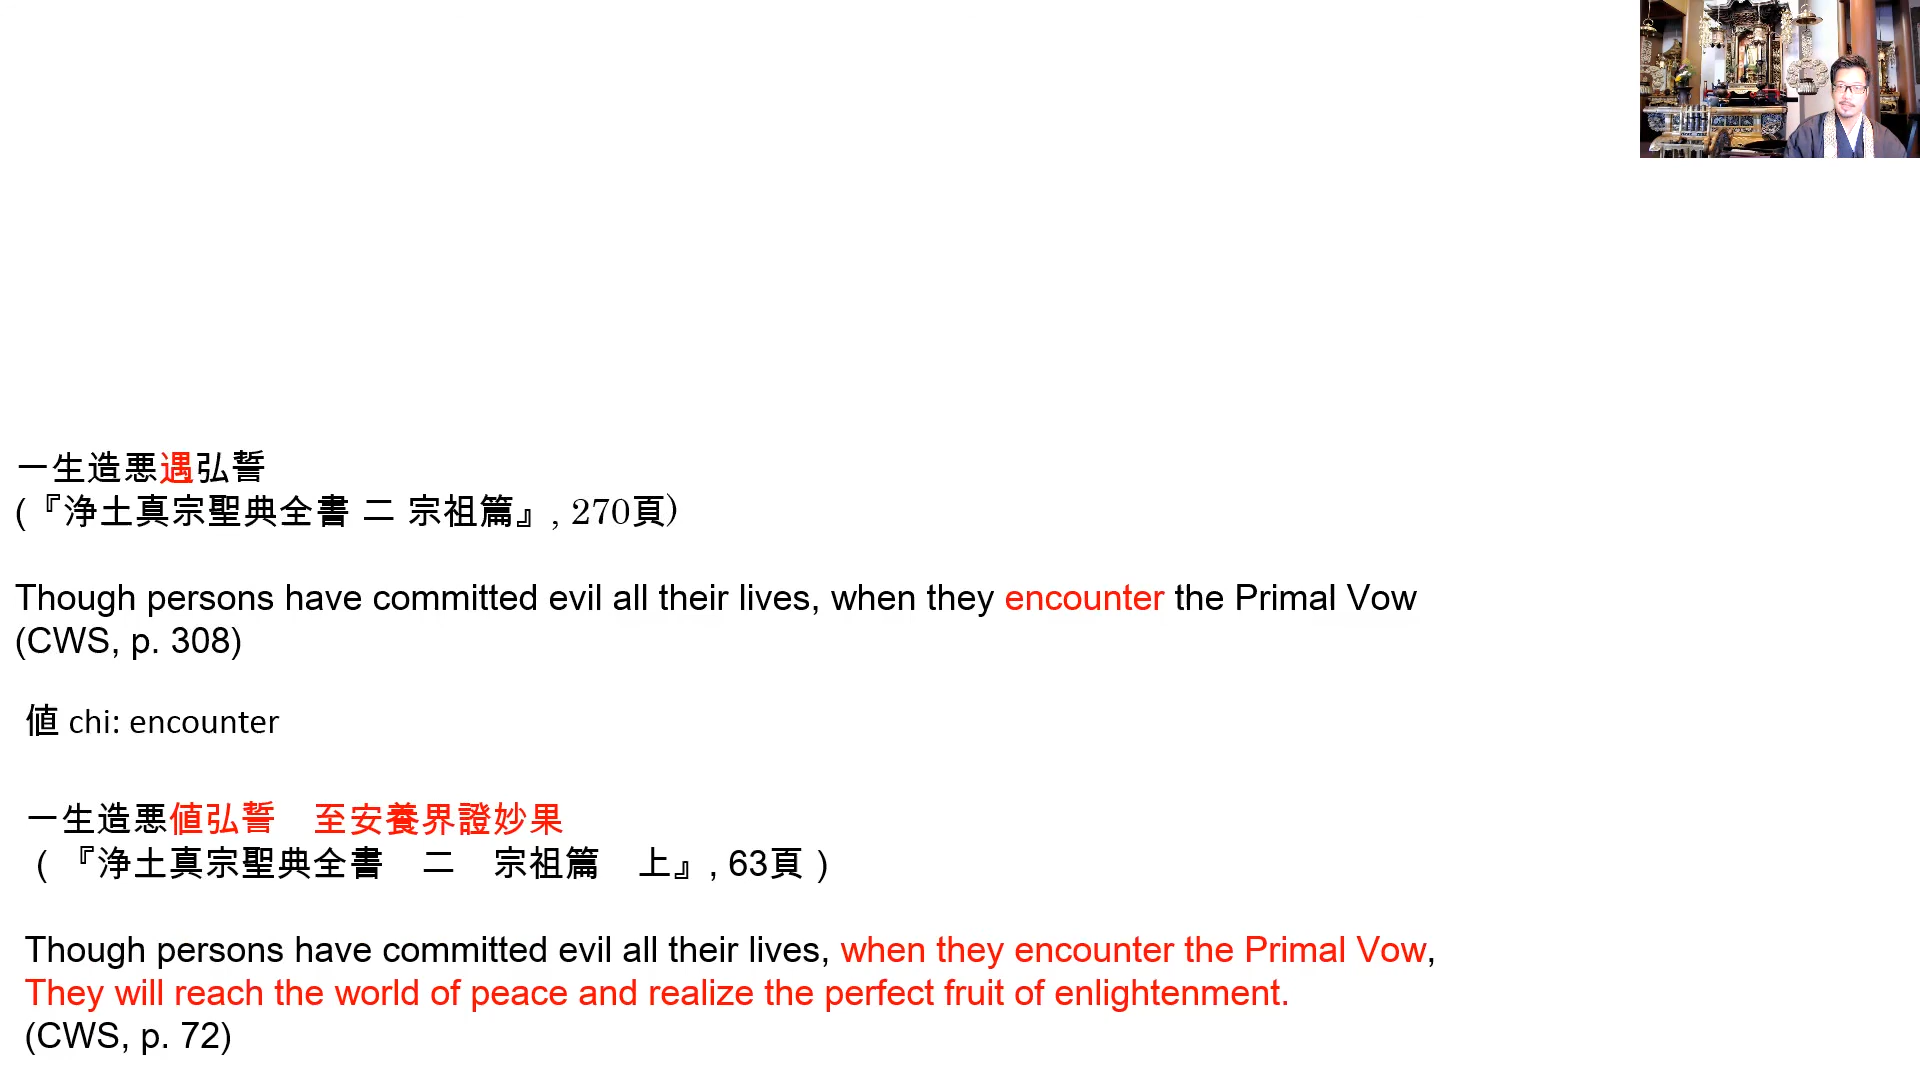 一生造悪遇弘誓
(『浄土真宗聖典全書 二 宗祖篇』, 270頁)
Though persons have committed evil all their lives, when they encounter the Primal Vow
(CWS, p. 308)
値 chi: encounter
一生造悪値弘誓　至安養界證妙果
（『浄土真宗聖典全書　二　宗祖篇　上』, 63頁）
Though persons have committed evil all their lives, when they encounter the Primal Vow,
They will reach the world of peace and realize the perfect fruit of enlightenment.
(CWS, p. 72)